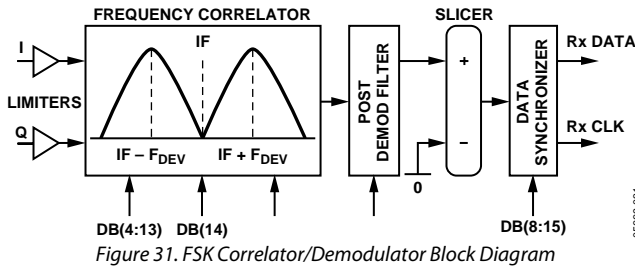 FREQUENCY CORRELATOR
SLICER
I
IF
Rx DATA
LIMITERS
POST
DEMOD FILTER
+
DATA
SYNCHRONIZER
Q
IF – FDEV
IF + FDEV
–
Rx CLK
0
DB(4:13)
DB(14)
DB(8:15)
Figure 31. FSK Correlator/Demodulator Block Diagram